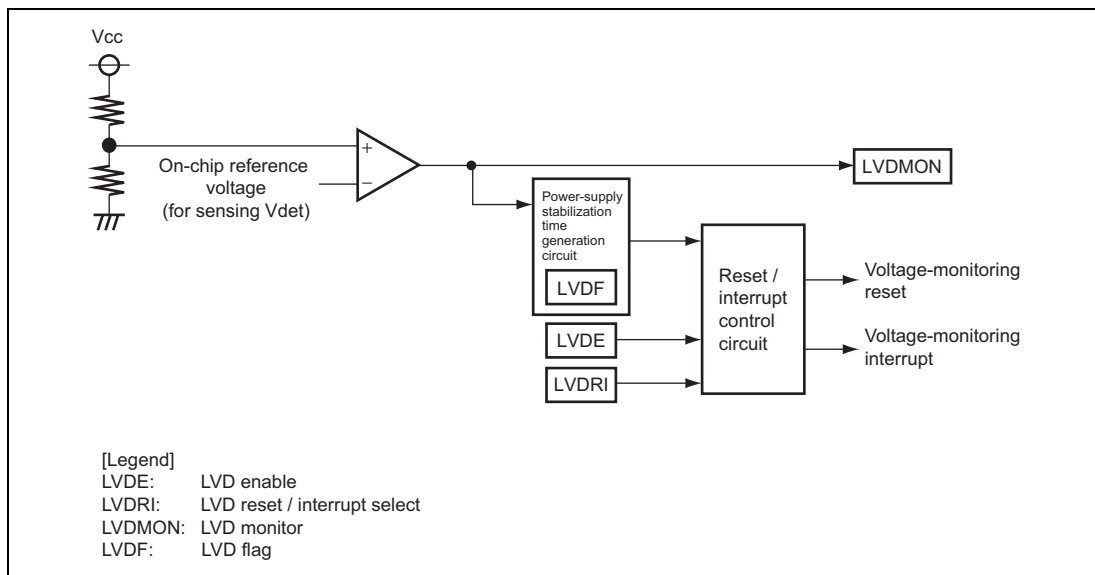 Vcc
On-chip reference
voltage
(for sensing Vdet)
+
−
LVDMON
Power-supply
stabilization
time
generation
circuit
LVDF
LVDE
LVDRI
Reset /
interrupt
control
circuit
Voltage-monitoring
reset
Voltage-monitoring
interrupt
[Legend]
LVDE: LVD enable
LVDRI: LVD reset / interrupt select
LVDMON: LVD monitor
LVDF: LVD flag